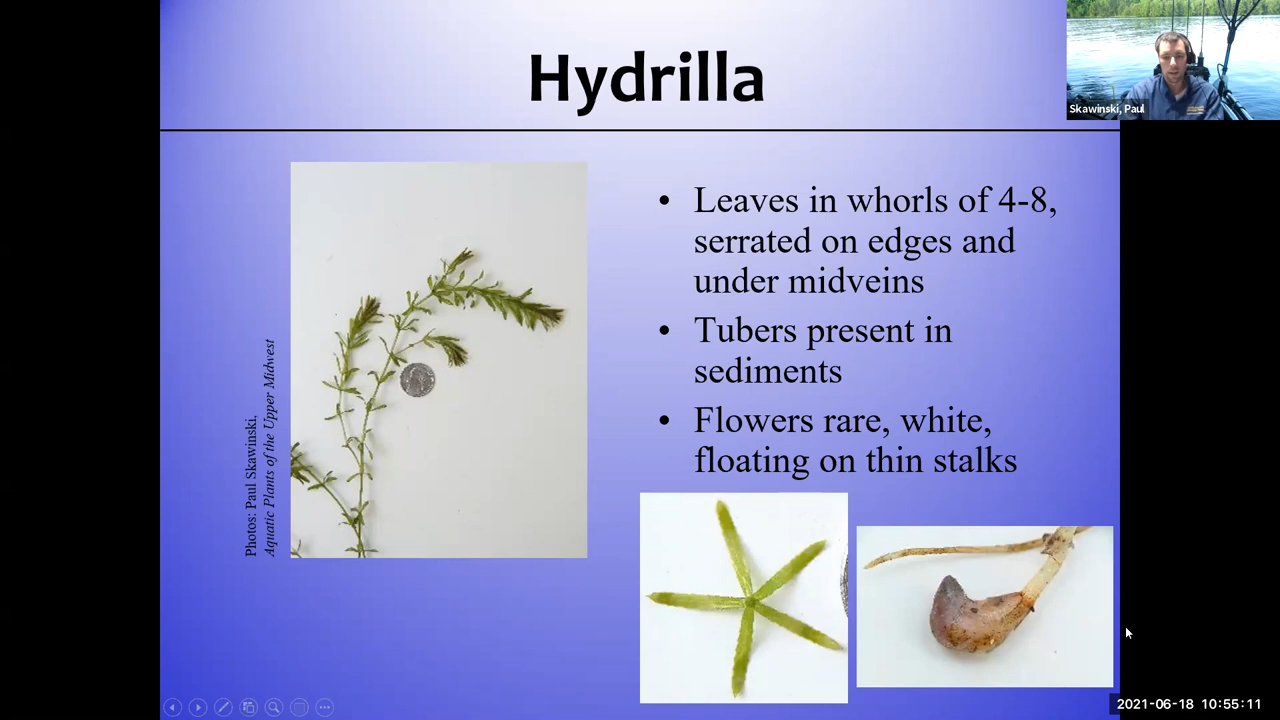 Hydrilla
Skawinski, Paul
• Leaves in whorls of 4-8,
serrated on edges and
under midveins
• Tubers present in
sediments
• Flowers rare, white,
floating on thin stalks
Photos: Paul Skawinski,
Aquatic Plants of the Upper Midwest
2021-06-18 10:55:11